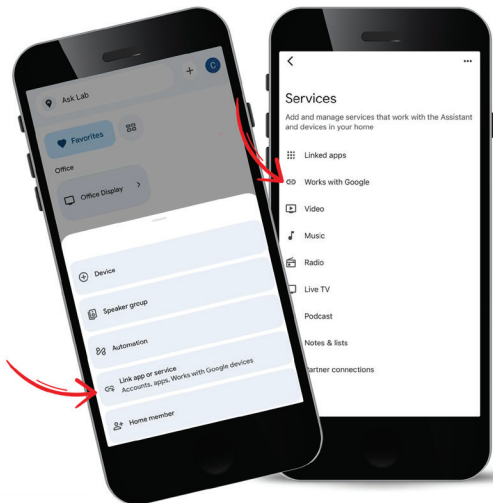 Ask Lab
C
Favorites
Office
Office Display
Device
Speaker group
Automation
Link app or service
Accounts, apps, Works with Google devices
Home member
Services
Add and manage services that work with the Assistant
and devices in your home
Linked apps
Works with Google
Video
Music
Radio
Live TV
Podcast
Notes & lists
Partner connections